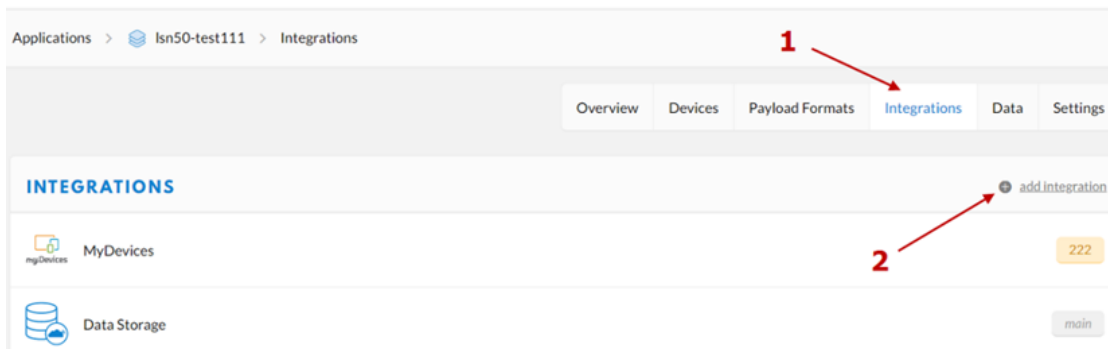 Applications > lsn50-test111 > Integrations
1
Overview Devices Payload Formats Integrations Data Settings
INTEGRATIONS
add integration
myDevices MyDevices 222
2
Data Storage main